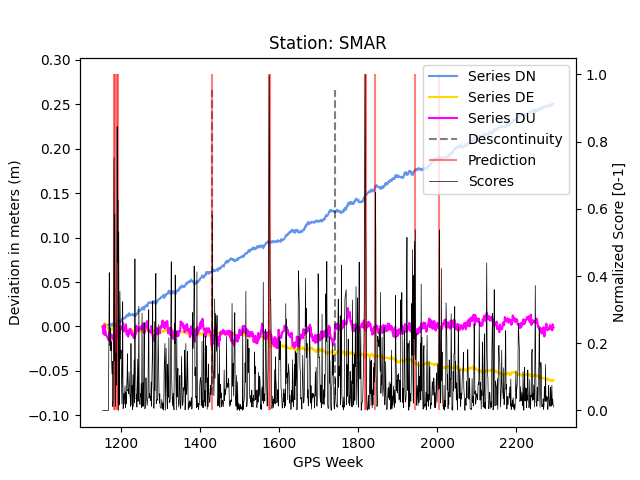 Station: SMAR
0.30
0.25
0.20
0.15
0.10
0.05
0.00
−0.05
−0.10
Deviation in meters (m)
1200
1400
1600
1800
2000
2200
GPS Week
1.0
0.8
0.6
0.4
0.2
0.0
Normalized Score [0-1]
Series DN
Series DE
Series DU
Descontinuity
Prediction
Scores